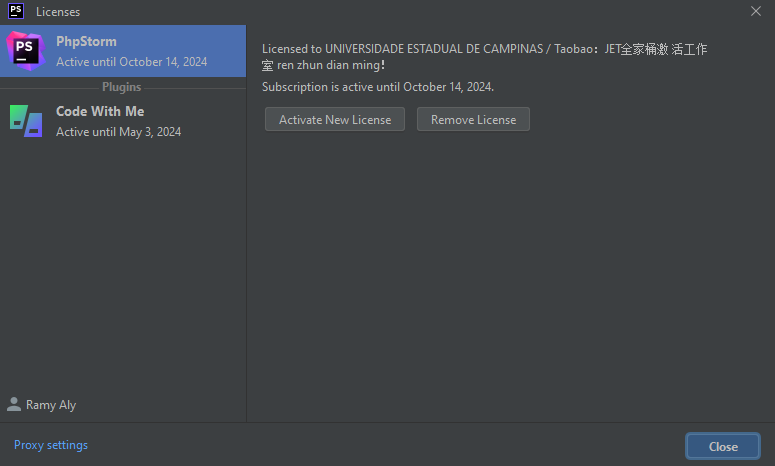 PS Licenses
PS PhpStorm
Active until October 14, 2024
Plugins
Code With Me
Active until May 3, 2024
Ramy Aly
Licensed to UNIVERSIDADE ESTADUAL DE CAMPINAS / Taobao：JET全家桶激 活工作
室 ren zhun dian ming！
Subscription is active until October 14, 2024.
Activate New License Remove License
Proxy settings
Close